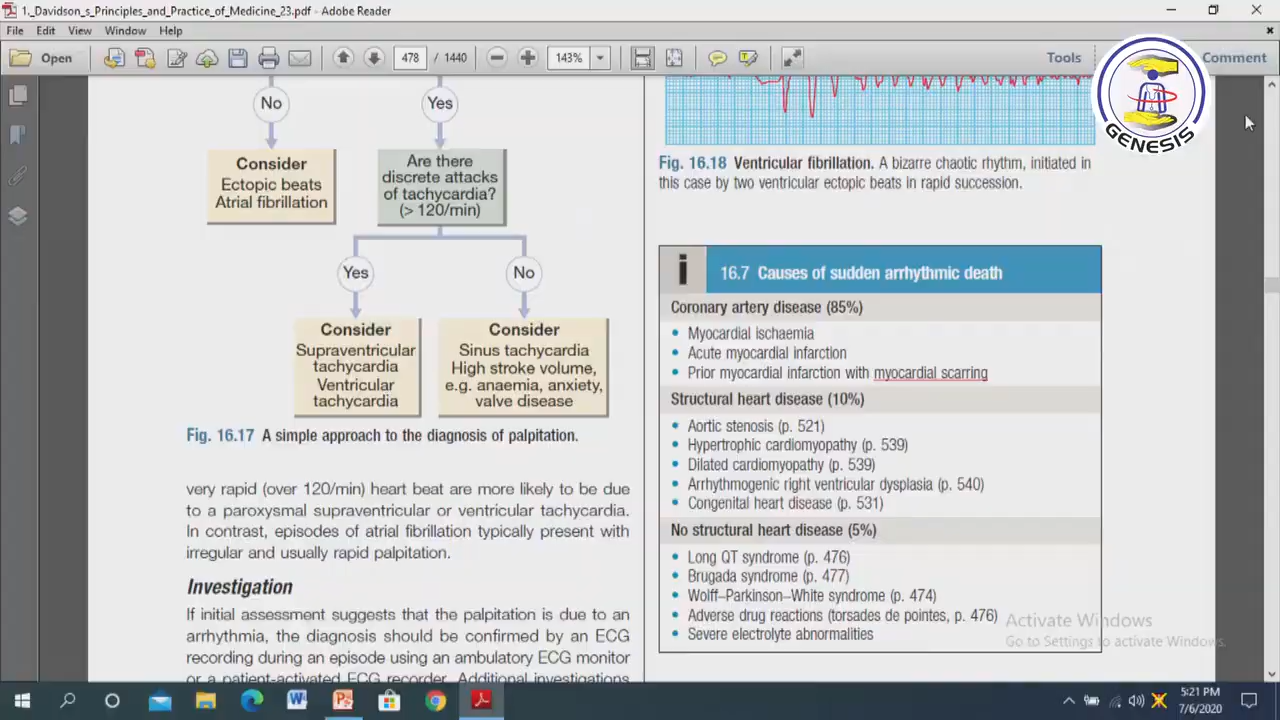 1._Davidson_s_Principles_and_Practice_of_Medicine_23.pdf - Adobe Reader
File Edit View Window Help
Open
478 / 1440
143%
Tools
Comment
GENESIS
No
Yes
Consider
Ectopic beats
Atrial fibrillation
Are there
discrete attacks
of tachycardia?
(> 120/min)
Yes
No
Consider
Supraventricular
tachycardia
Ventricular
tachycardia
Consider
Sinus tachycardia
High stroke volume,
e.g. anaemia, anxiety,
valve disease
Fig. 16.17 A simple approach to the diagnosis of palpitation.
very rapid (over 120/min) heart beat are more likely to be due
to a paroxysmal supraventricular or ventricular tachycardia.
In contrast, episodes of atrial fibrillation typically present with
irregular and usually rapid palpitation.
Investigation
If initial assessment suggests that the palpitation is due to an
arrhythmia, the diagnosis should be confirmed by an ECG
recording during an episode using an ambulatory ECG monitor
or a patient-activated ECG recorder. Additional investigations
Fig. 16.18 Ventricular fibrillation. A bizarre chaotic rhythm, initiated in
this case by two ventricular ectopic beats in rapid succession.
i
16.7 Causes of sudden arrhythmic death
Coronary artery disease (85%)
• Myocardial ischaemia
• Acute myocardial infarction
• Prior myocardial infarction with myocardial scarring
Structural heart disease (10%)
• Aortic stenosis (p. 521)
• Hypertrophic cardiomyopathy (p. 539)
• Dilated cardiomyopathy (p. 539)
• Arrhythmogenic right ventricular dysplasia (p. 540)
• Congenital heart disease (p. 531)
No structural heart disease (5%)
• Long QT syndrome (p. 476)
• Brugada syndrome (p. 477)
• Wolff–Parkinson–White syndrome (p. 474)
• Adverse drug reactions (torsades de pointes, p. 476)
• Severe electrolyte abnormalities
Activate Windows
Go to Settings to activate Windows.
5:21 PM
7/6/2020